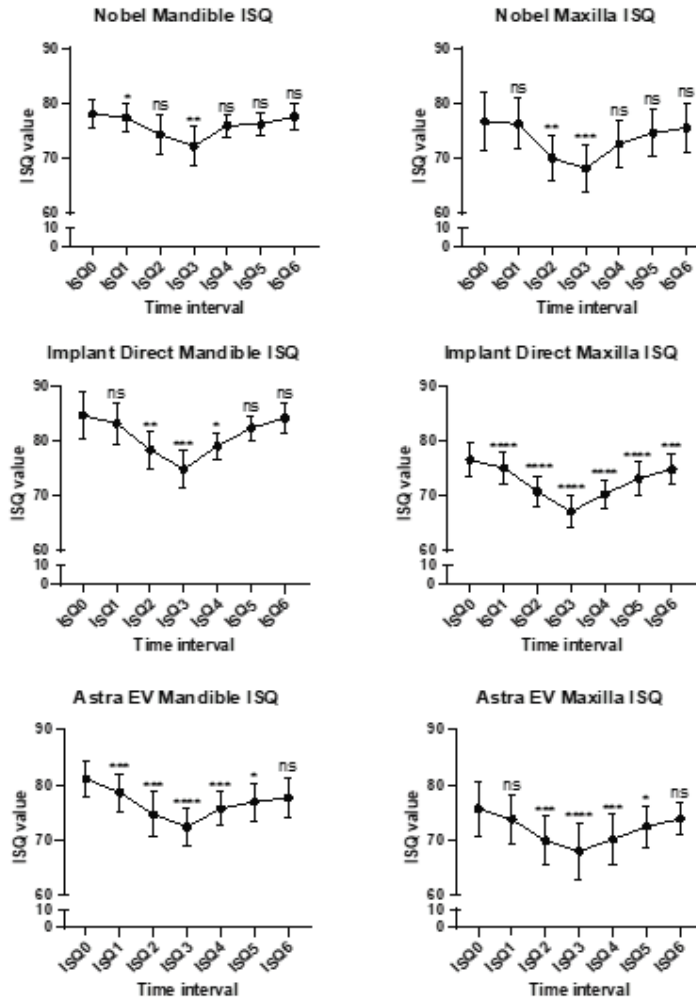 Nobel Mandible ISQ
ISQ value
90
80
70
60
10
0
* ns ** ns ns ns
ISQ0 ISQ1 ISQ2 ISQ3 ISQ4 ISQ5 ISQ6
Time interval
Nobel Maxilla ISQ
ISQ value
90
80
70
60
10
0
ns ** *** ns ns ns
ISQ0 ISQ1 ISQ2 ISQ3 ISQ4 ISQ5 ISQ6
Time interval
Implant Direct Mandible ISQ
ISQ value
90
80
70
60
10
0
ns ** *** * ns ns
ISQ0 ISQ1 ISQ2 ISQ3 ISQ4 ISQ5 ISQ6
Time interval
Implant Direct Maxilla ISQ
ISQ value
90
80
70
60
10
0
**** **** **** **** **** ***
ISQ0 ISQ1 ISQ2 ISQ3 ISQ4 ISQ5 ISQ6
Time interval
Astra EV Mandible ISQ
ISQ value
90
80
70
60
10
0
*** *** **** *** * ns
ISQ0 ISQ1 ISQ2 ISQ3 ISQ4 ISQ5 ISQ6
Time interval
Astra EV Maxilla ISQ
ISQ value
90
80
70
60
10
0
ns *** **** *** * ns
ISQ0 ISQ1 ISQ2 ISQ3 ISQ4 ISQ5 ISQ6
Time interval